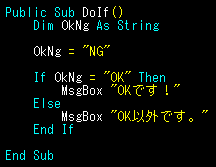 Public Sub DoIf()
    Dim OkNg As String

    OkNg = "NG"

    If OkNg = "OK" Then
        MsgBox "OKです！"
    Else
        MsgBox "OK以外です。"
    End If

End Sub